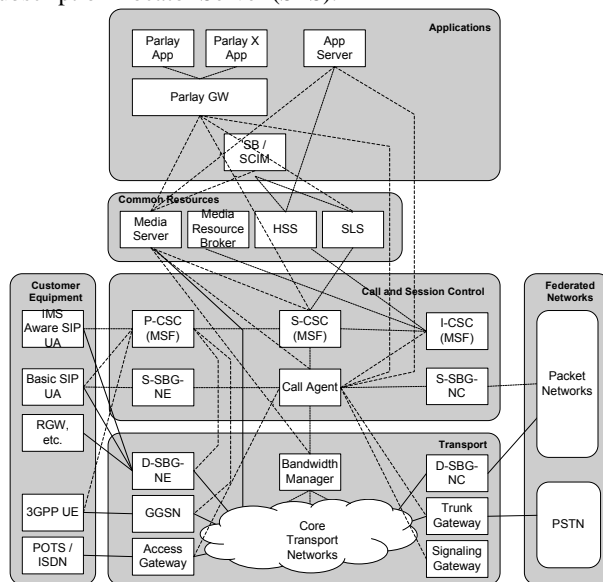 Applications
Parlay App
Parlay X App
App Server
Parlay GW
SB / SCIM
Common Resources
Media Server
Media Resource Broker
HSS
SLS
Customer Equipment
Call and Session Control
Federated Networks
IMS Aware SIP UA
P-CSC (MSF)
S-CSC (MSF)
I-CSC (MSF)
Basic SIP UA
S-SBG-NE
Call Agent
S-SBG-NC
Packet Networks
RGW, etc.
Transport
D-SBG-NE
Bandwidth Manager
D-SBG-NC
3GPP UE
GGSN
Core Transport Networks
Trunk Gateway
PSTN
POTS / ISDN
Access Gateway
Signaling Gateway